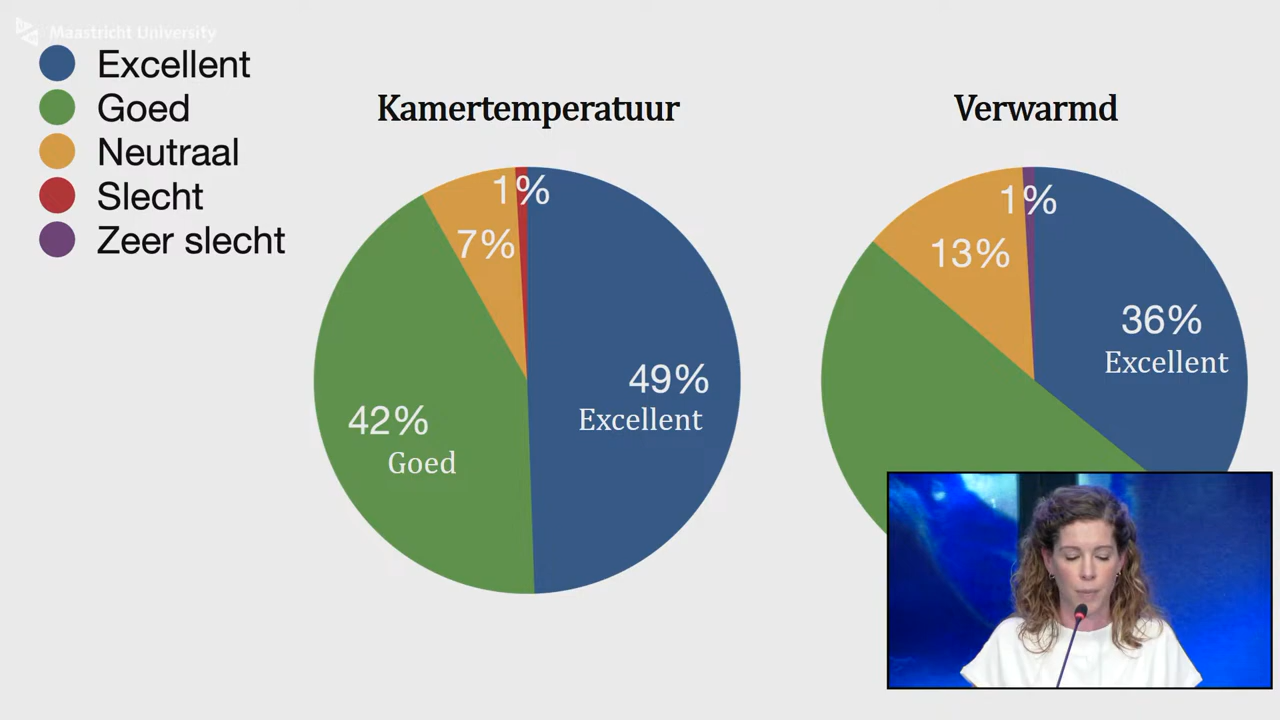 Maastricht University
Excellent
Goed
Neutraal
Slecht
Zeer slecht
Kamertemperatuur
1%
7%
49%
Excellent
42%
Goed
Verwarmd
1%
13%
36%
Excellent